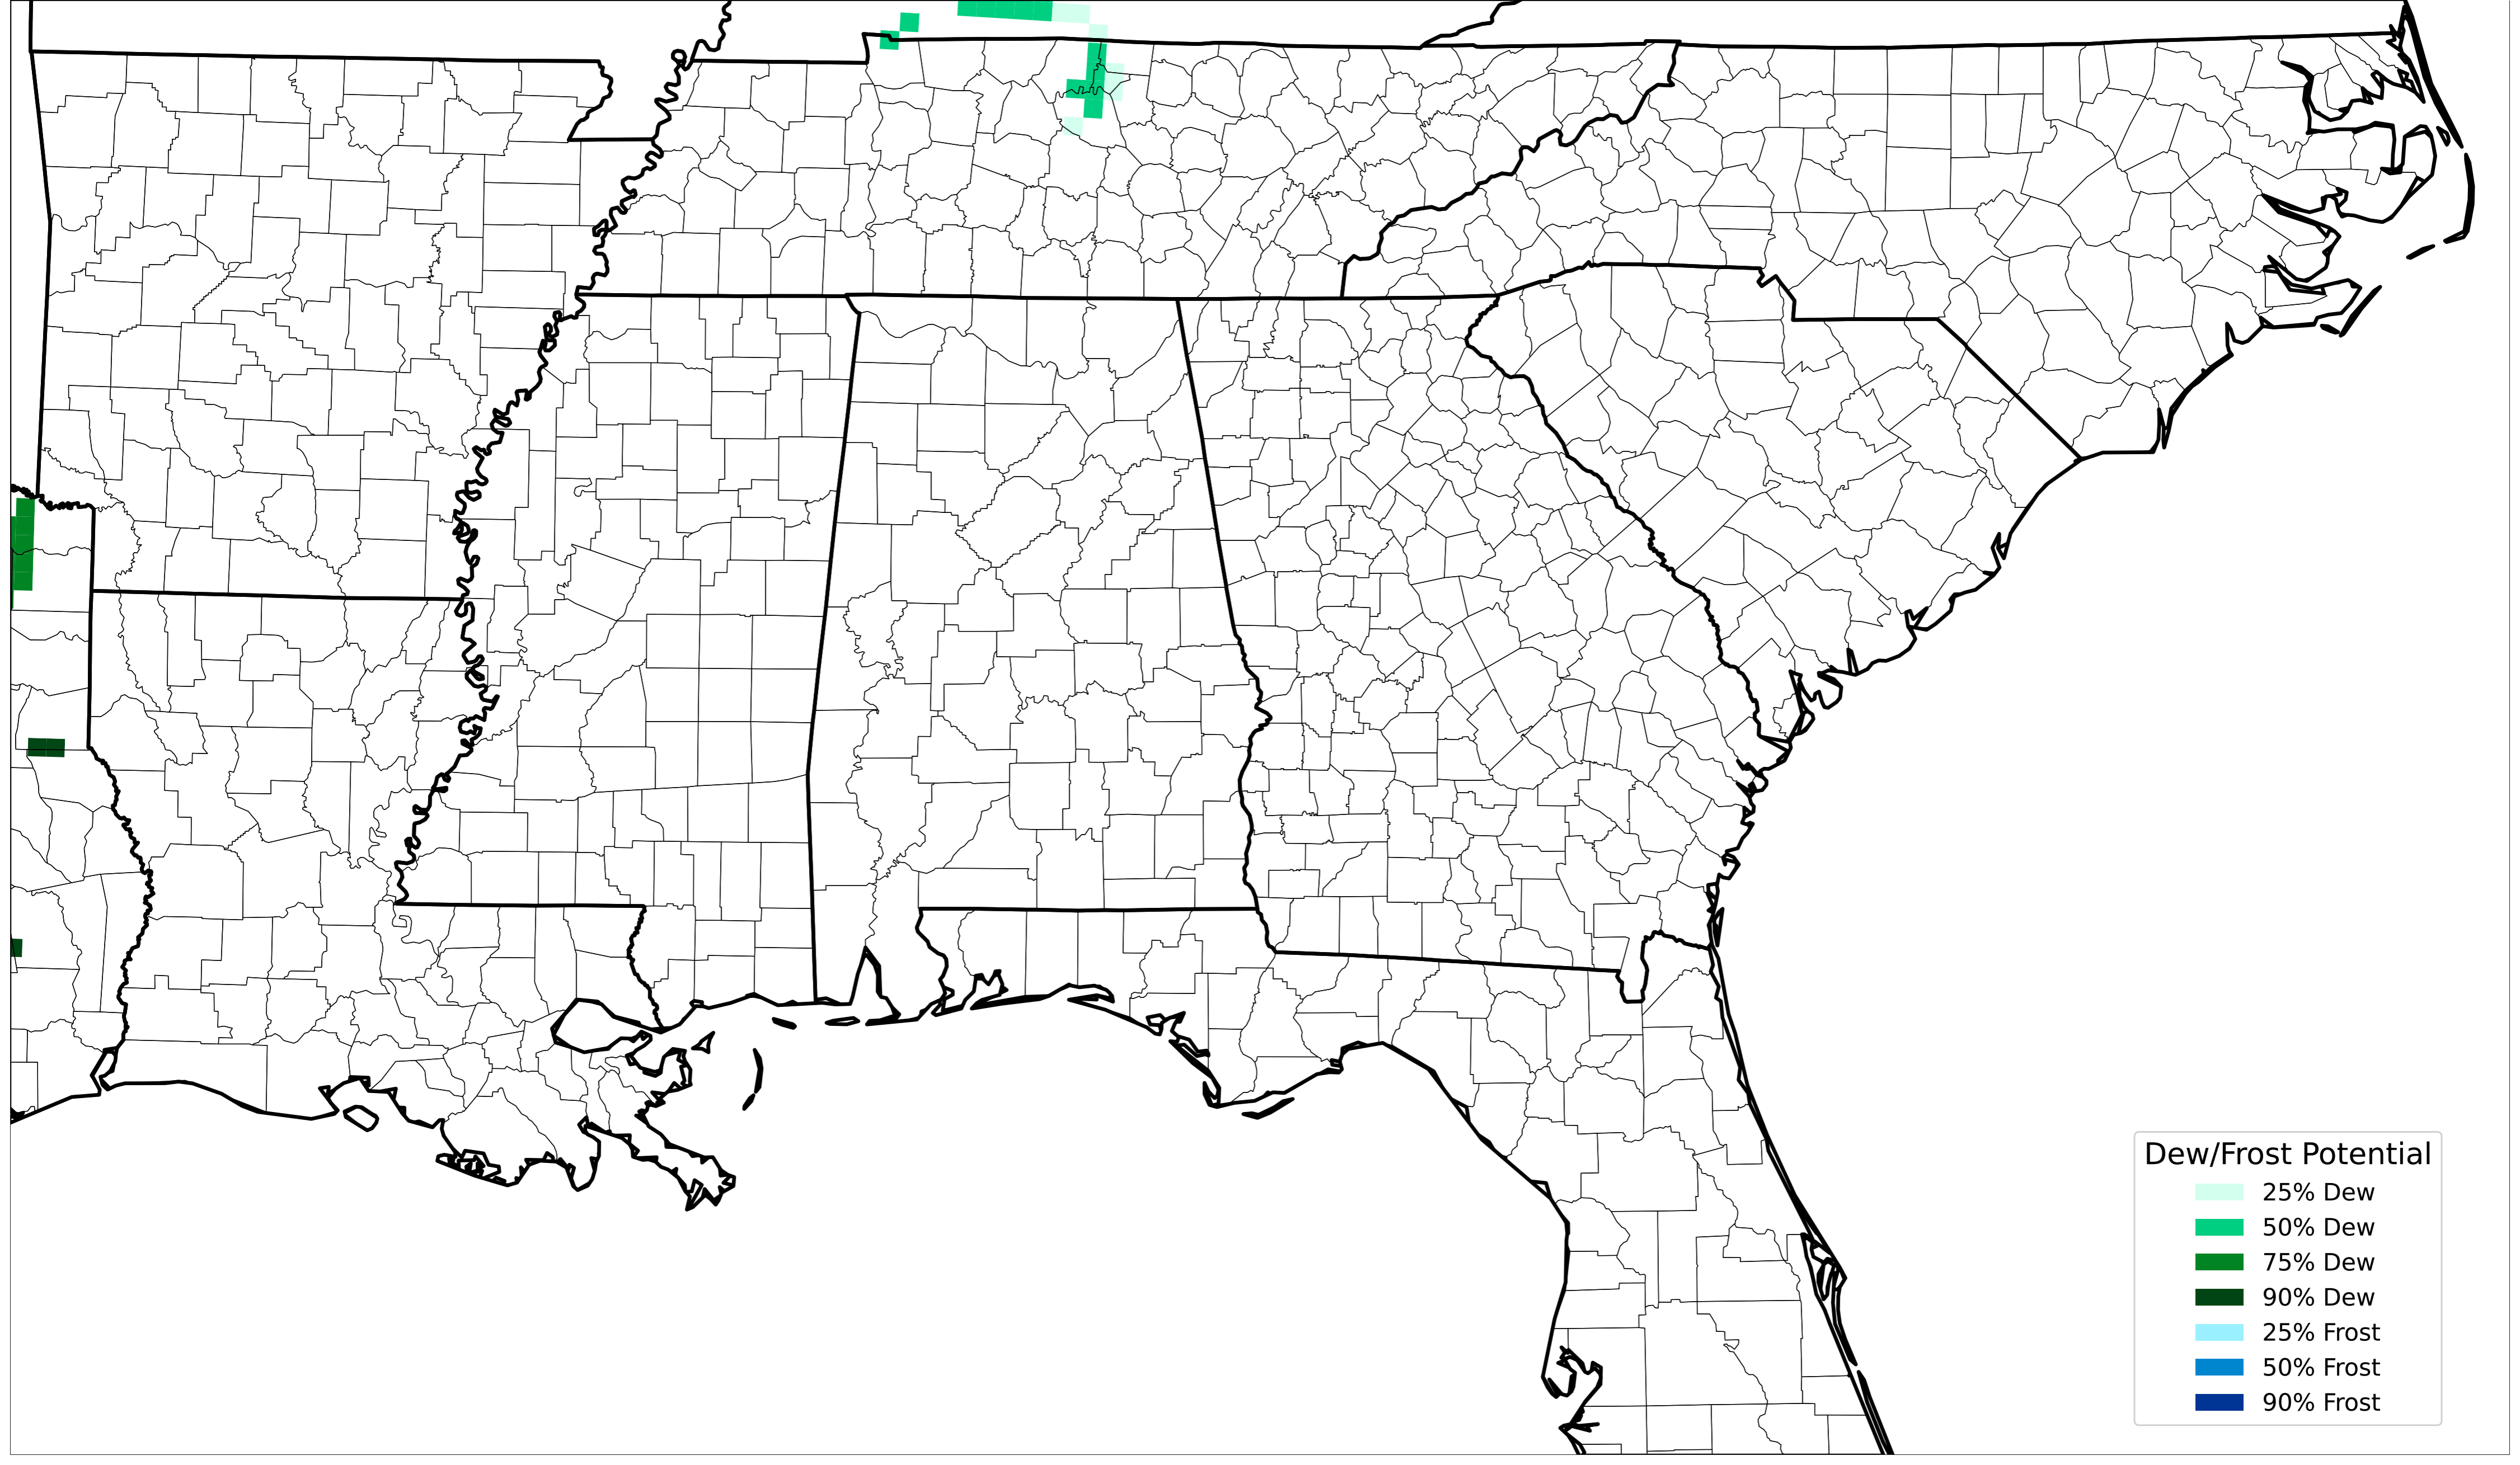 Dew/Frost Potential
25% Dew
50% Dew
75% Dew
90% Dew
25% Frost
50% Frost
90% Frost